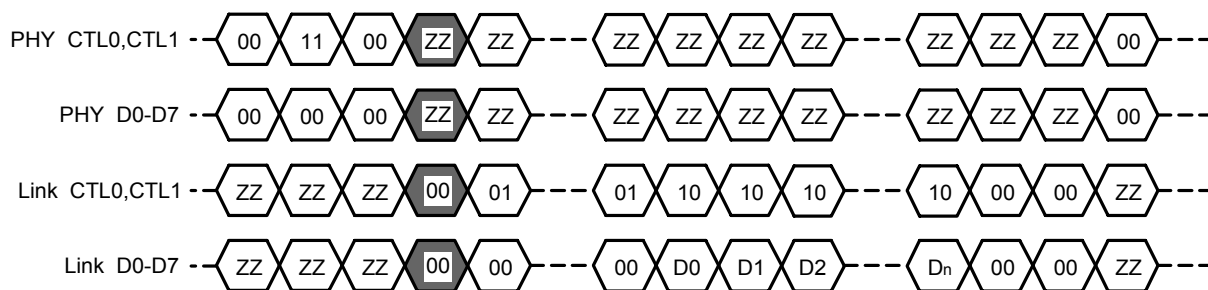 PHY CTL0,CTL1 00 11 00 ZZ ZZ ZZ ZZ ZZ ZZ ZZ ZZ ZZ 00
PHY D0-D7 00 00 00 ZZ ZZ ZZ ZZ ZZ ZZ ZZ ZZ ZZ 00
Link CTL0,CTL1 ZZ ZZ ZZ 00 01 01 10 10 10 10 00 00 ZZ
Link D0-D7 ZZ ZZ ZZ 00 00 00 D0 D1 D2 Dn 00 00 ZZ